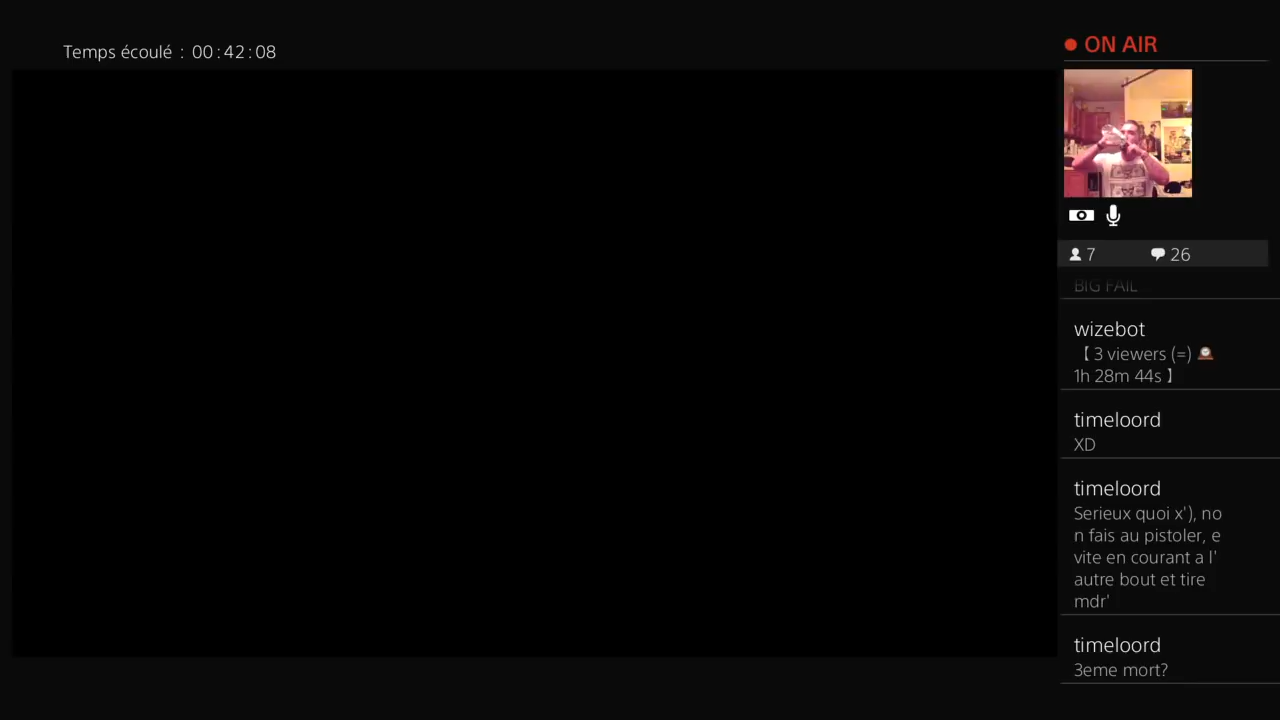 Temps écoulé : 00:42:08
ON AIR
7
26
BIG FAIL
wizebot
【3 viewers (=) 🕰
1h 28m 44s 】
timeloord
XD
timeloord
Serieux quoi x'), no
n fais au pistoler, e
vite en courant a l'
autre bout et tire
mdr'
timeloord
3eme mort?